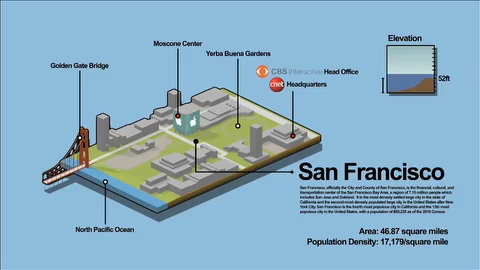 Moscone Center
Elevation
Yerba Buena Gardens
Golden Gate Bridge
CBS Interactive Head Office
52ft
cnet Headquarters
San Francisco
San Francisco, officially the City and County of San Francisco, is the financial, cultural, and
transportation center of the San Francisco Bay Area, a region of 7.15 million people which
includes San Jose and Oakland. It is the most densely settled large city in the state of
California and the second-most densely populated large city in the United States after New
York City. San Francisco is the fourth most populous city in California and the 13th most
populous city in the United States, with a population of 805,235 as of the 2010 Census
North Pacific Ocean
Area: 46.87 square miles
Population Density: 17,179/square mile